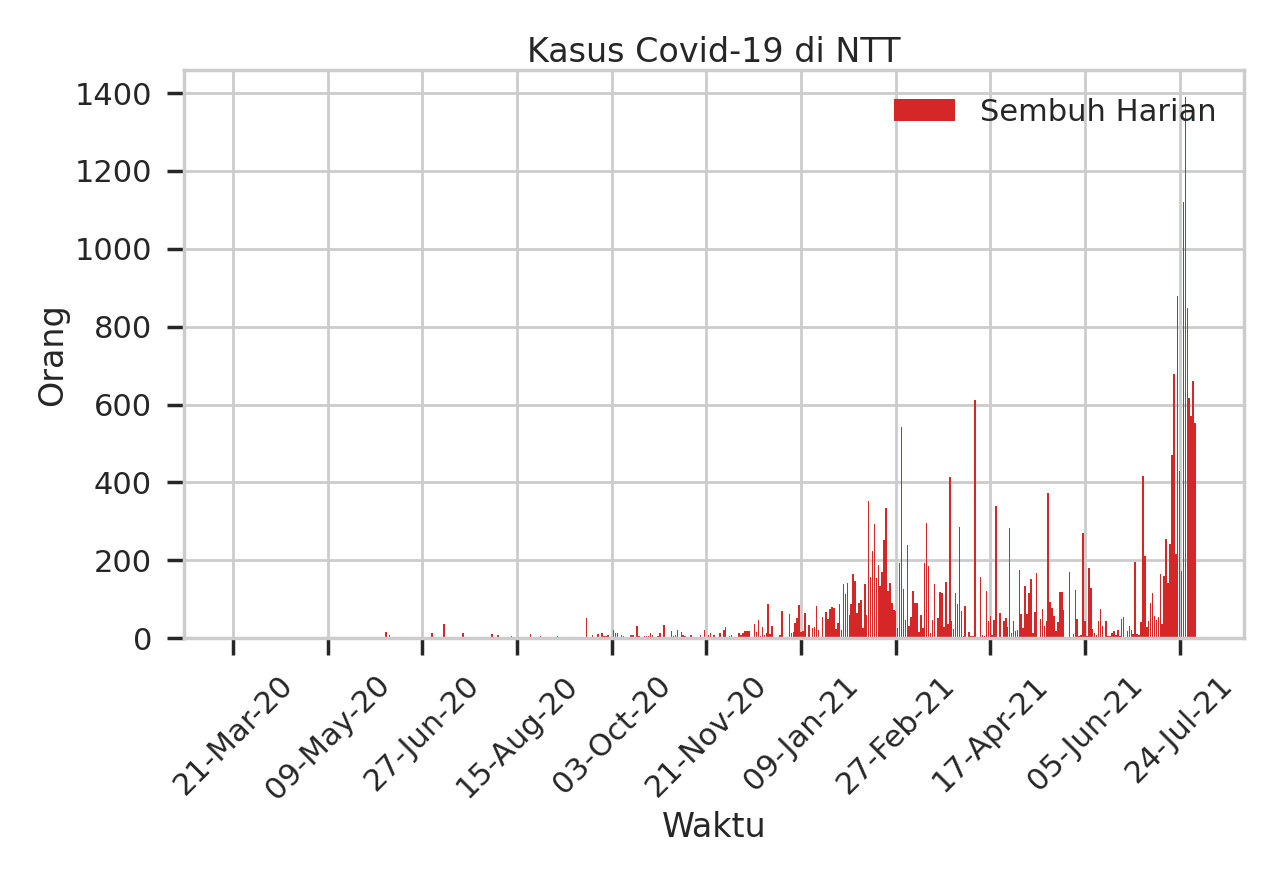 Kasus Covid-19 di NTT
Sembuh Harian
Orang
1400
1200
1000
800
600
400
200
0
21-Mar-20
09-May-20
27-Jun-20
15-Aug-20
03-Oct-20
21-Nov-20
09-Jan-21
27-Feb-21
17-Apr-21
05-Jun-21
24-Jul-21
Waktu